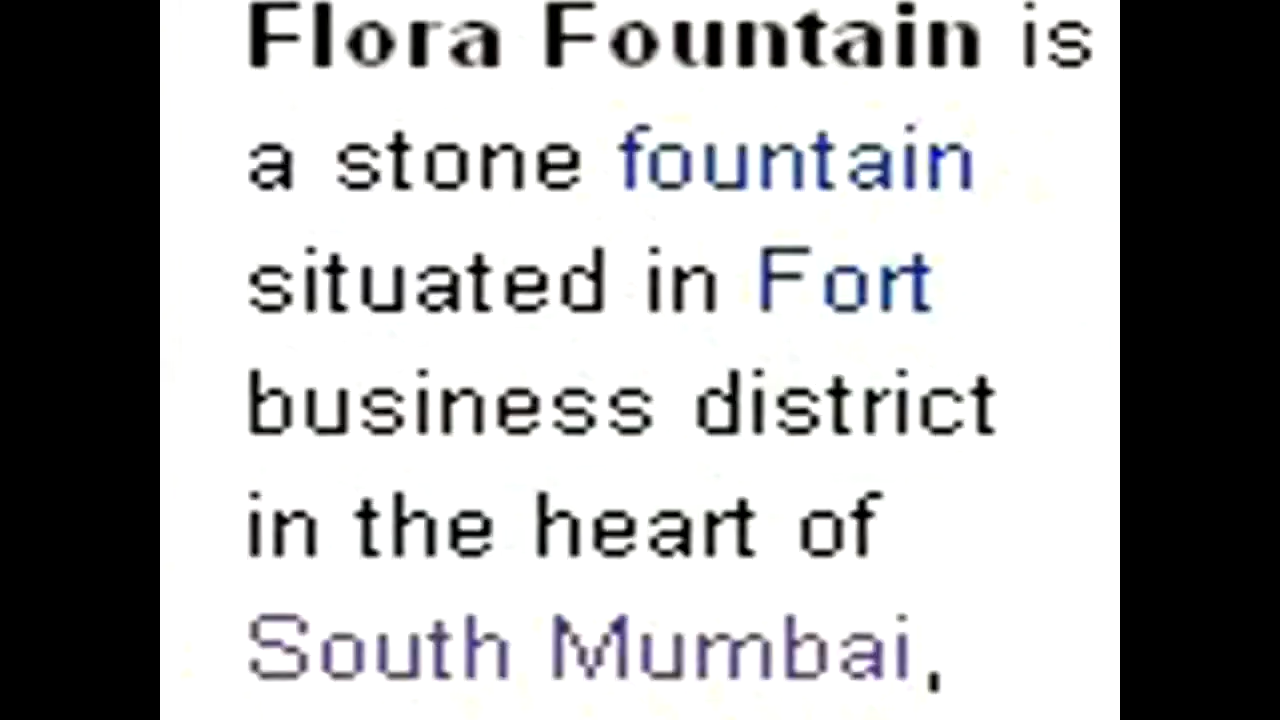 Flora Fountain is
a stone fountain
situated in Fort
business district
in the heart of
South Mumbai,